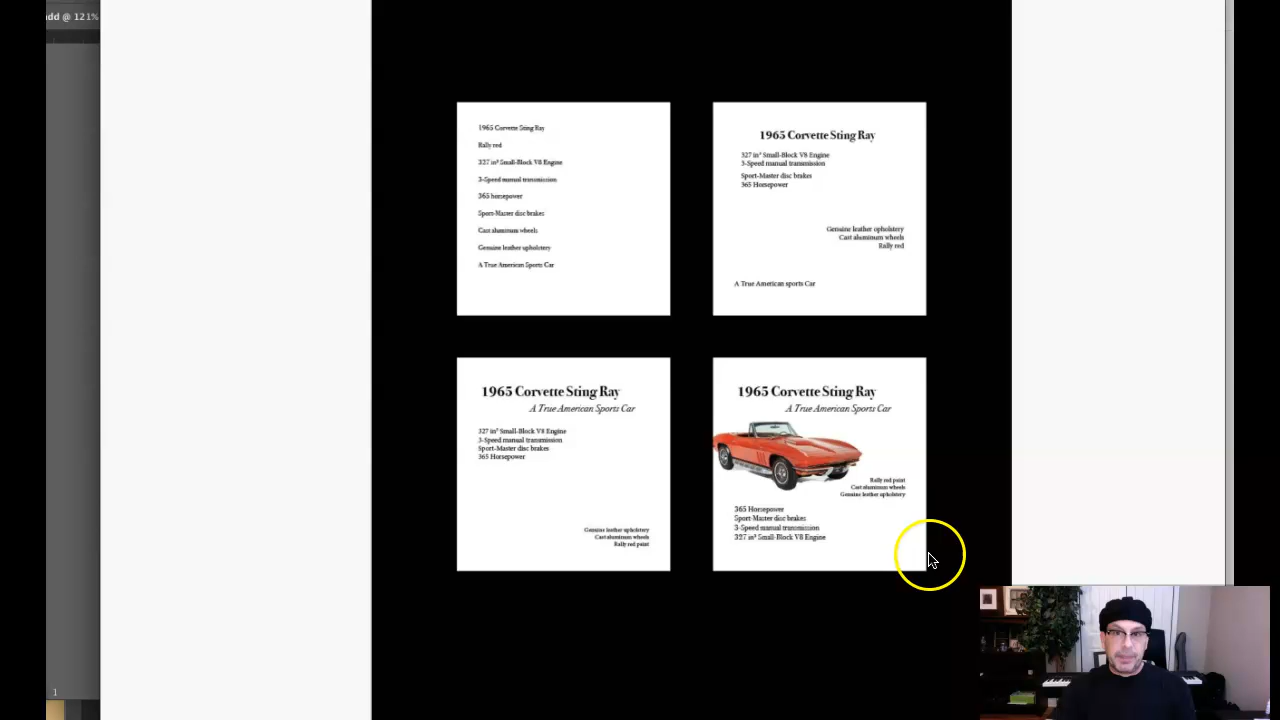 add @ 121%
1965 Corvette Sting Ray
Rally red
327 in³ Small-Block V8 Engine
3-Speed manual transmission
365 horsepower
Sport-Master disc brakes
Cast aluminum wheels
Genuine leather upholstery
A True American Sports Car
1965 Corvette Sting Ray
327 in³ Small-Block V8 Engine
3-Speed manual transmission
Sport-Master disc brakes
365 Horsepower
Genuine leather opholstery
Cast aluminum wheels
Rally red
A True American sports Car
1965 Corvette Sting Ray
A True American Sports Car
327 in³ Small-Block V8 Engine
3-Speed manual transmission
Sport-Master disc brakes
365 Horsepower
Genuine leather upholstery
Cast aluminum wheels
Rally red paint
1965 Corvette Sting Ray
A True American Sports Car
Rally red paint
Cast aluminum wheels
Genuine leather upholstery
365 Horsepower
Sport-Master disc brakes
3-Speed manual transmission
327 in³ Small-Block V8 Engine
1